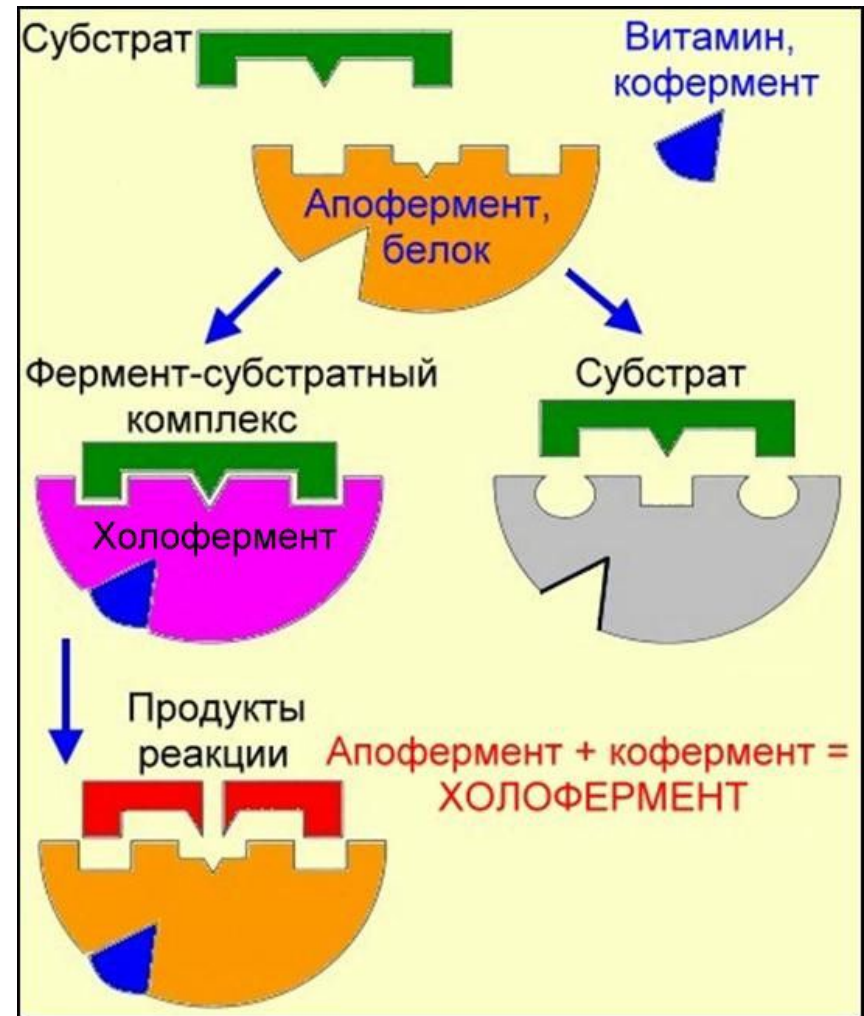 Субстрат
Витамин,
кофермент
Апофермент,
белок
Фермент-субстратный
комплекс
Субстрат
Холофермент
Продукты
реакции
Апофермент + кофермент =
ХОЛОФЕРМЕНТ